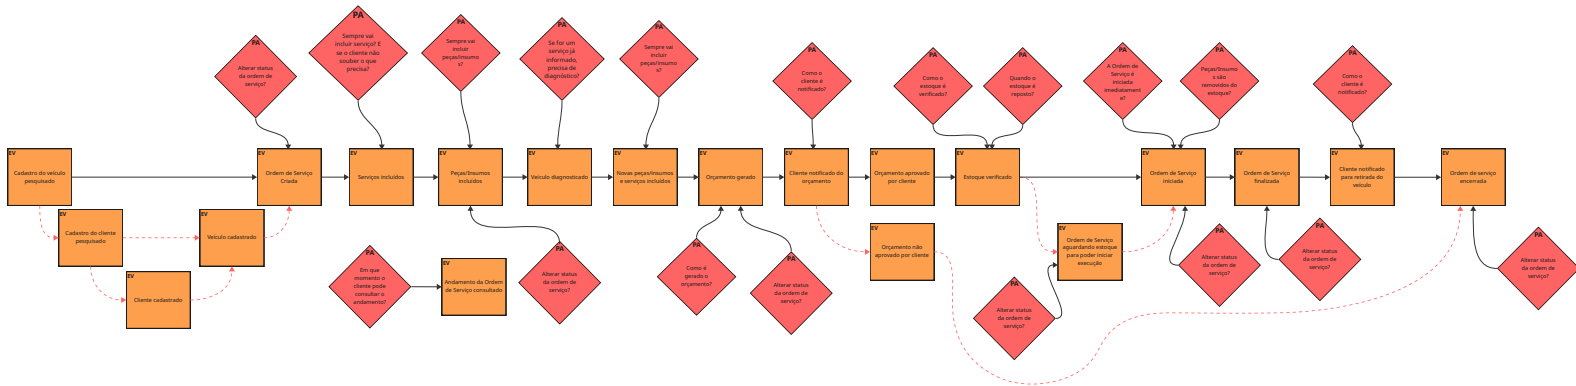 PA
Alterar status
da ordem de
serviço?
PA
Sempre vai
incluir serviço? E
se o cliente não
souber o que
precisa?
PA
Sempre vai
incluir
peças/insumo
s?
PA
Se for um
serviço já
informado,
precisa de
diagnóstico?
PA
Sempre vai
incluir
peças/insumo
s?
PA
Como o
cliente é
notificado?
PA
Como o
estoque é
verificado?
PA
Quando o
estoque é
reposto?
PA
A Ordem de
Serviço é
iniciada
imediatament
e?
PA
Peças/Insumo
s são
removidos do
estoque?
PA
Como o
cliente é
notificado?
EV
Cadastro do veículo
pesquisado
EV
Ordem de Serviço
Criada
EV
Serviços incluídos
EV
Peças/Insumos
incluídos
EV
Veículo diagnosticado
EV
Novas peças/insumos
e serviços incluídos
EV
Orçamento gerado
EV
Cliente notificado do
orçamento
EV
Orçamento aprovado
por cliente
EV
Estoque verificado
EV
Ordem de Serviço
iniciada
EV
Ordem de Serviço
finalizada
EV
Cliente notificado
para retirada do
veículo
EV
Ordem de serviço
encerrada
EV
Cadastro do cliente
pesquisado
EV
Veículo cadastrado
EV
Cliente cadastrado
PA
Em que
momento o
cliente pode
consultar o
andamento?
EV
Andamento da Ordem
de Serviço consultado
PA
Alterar status
da ordem de
serviço?
PA
Como é
gerado o
orçamento?
PA
Alterar status
da ordem de
serviço?
EV
Orçamento não
aprovado por cliente
EV
Ordem de Serviço
aguardando estoque
para poder iniciar
execução
PA
Alterar status
da ordem de
serviço?
PA
Alterar status
da ordem de
serviço?
PA
Alterar status
da ordem de
serviço?
PA
Alterar status
da ordem de
serviço?